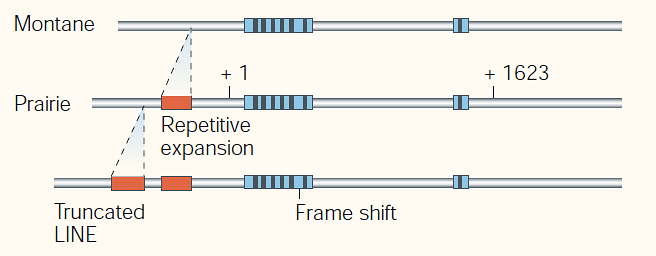 Montane
+ 1
+ 1623
Prairie
Repetitive
expansion
Truncated
LINE
Frame shift